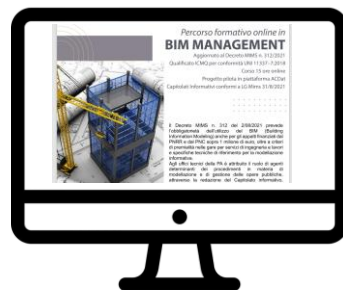 Percorso formativo online in
BIM MANAGEMENT
Aggiornato al Decreto MIMS n. 312/2021
Qualificato ICMQ per conformità UNI 11337-7:2018
Corso 15 ore online
Progetto pilota in piattaforma ACDat
Capitolati Informativi conformi a LG Mims 31/8/2021
Il Decreto MIMS n. 312 del 2/08/2021 prevede
l'obbligatorietà dell'utilizzo del BIM (Building
Information Modeling) anche per gli appalti finanziati dal
PNRR e dal PNC sopra 1 milione di euro, oltre a criteri
di premialità nelle gare per servizi di ingegneria e lavori
e specifiche tecniche di riferimento per la modellazione
informativa.
Agli uffici tecnici della PA è attribuito il ruolo di agenti
determinanti dei procedimenti in materia di
modellazione e di gestione delle opere pubbliche,
attraverso la redazione del Capitolato Informativo,